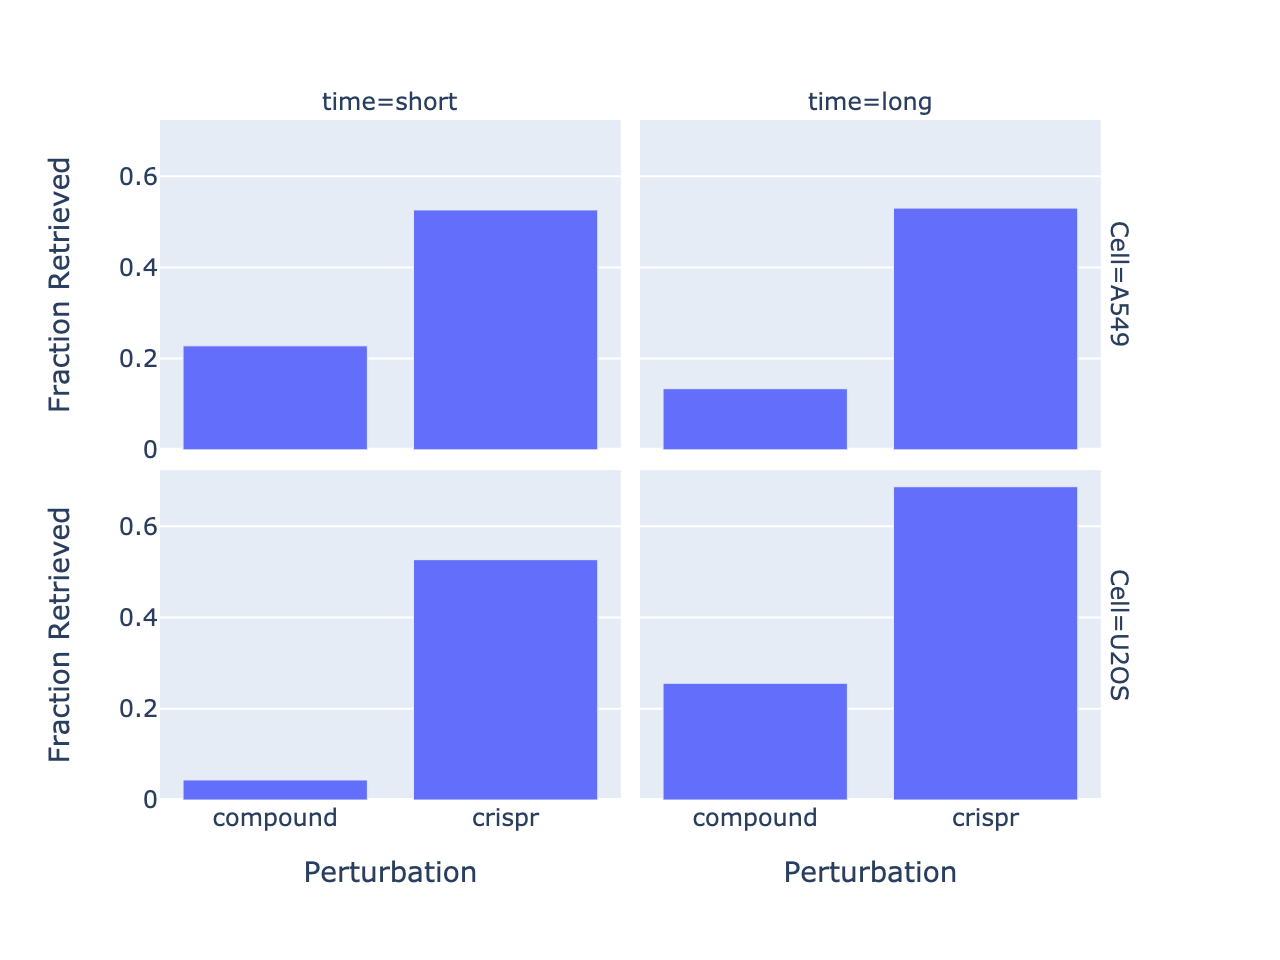 time=short
time=long
Fraction Retrieved
0.6
0.4
0.2
0
Cell=A549
Fraction Retrieved
0.6
0.4
0.2
0
Cell=U2OS
compound
crispr
compound
crispr
Perturbation
Perturbation